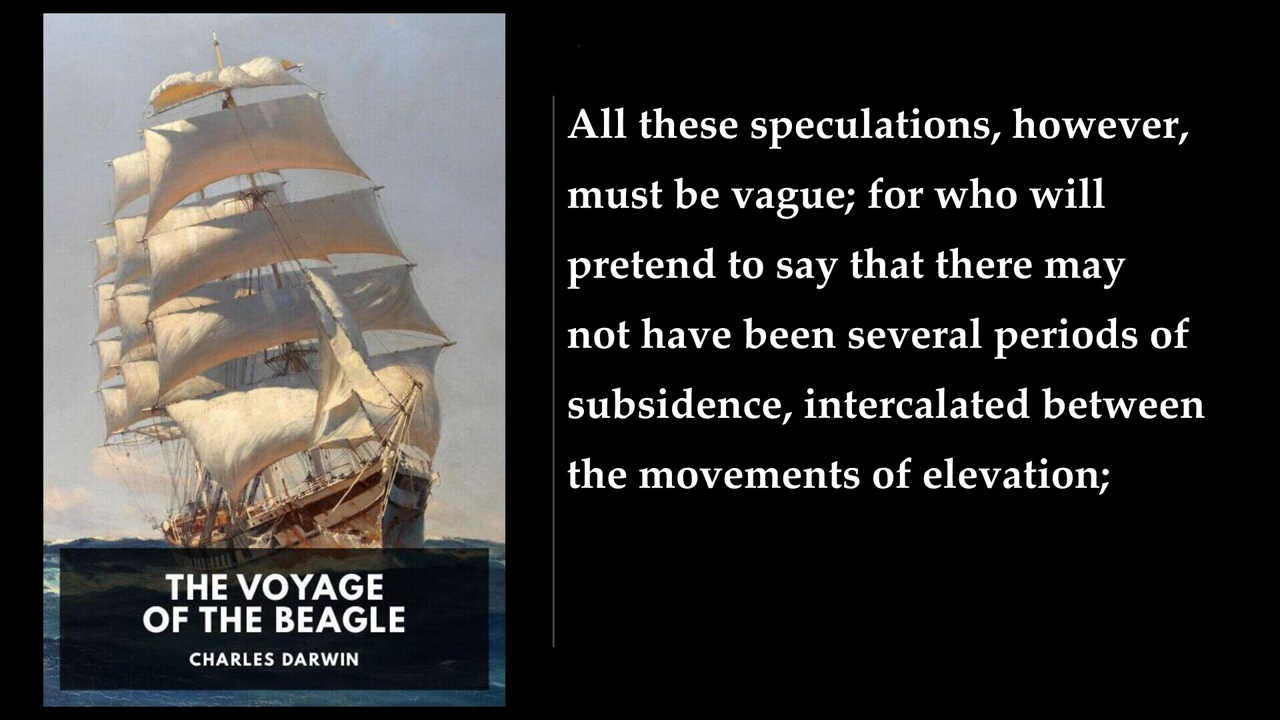 All these speculations, however,
must be vague; for who will
pretend to say that there may
not have been several periods of
subsidence, intercalated between
the movements of elevation;
THE VOYAGE
OF THE BEAGLE
CHARLES DARWIN